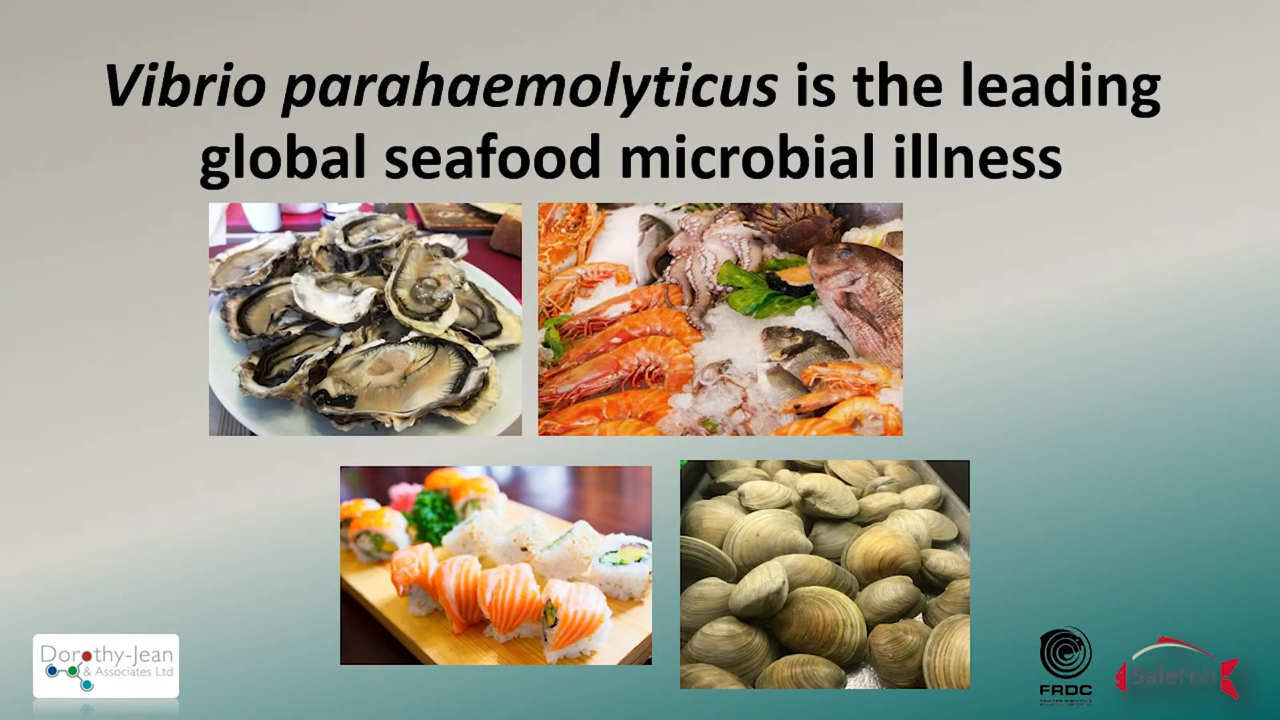 Vibrio parahaemolyticus is the leading
global seafood microbial illness
Dorothy-Jean
& Associates Ltd
FRDC
SafeFish